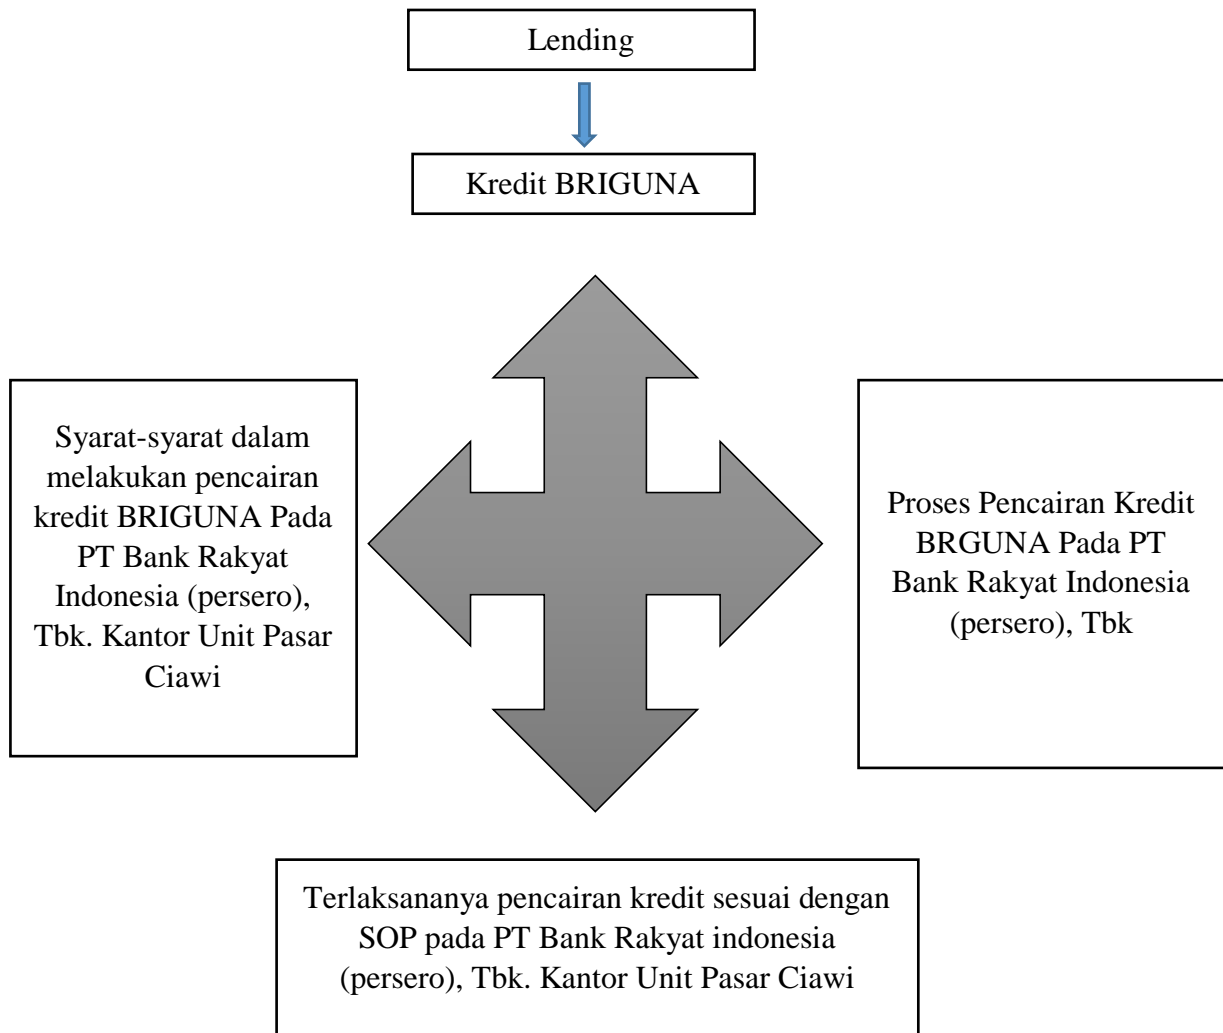 Lending
Kredit BRIGUNA
Syarat-syarat dalam
melakukan pencairan
kredit BRIGUNA Pada
PT Bank Rakyat
Indonesia (persero),
Tbk. Kantor Unit Pasar
Ciawi
Proses Pencairan Kredit
BRGUNA Pada PT
Bank Rakyat Indonesia
(persero), Tbk
Terlaksananya pencairan kredit sesuai dengan
SOP pada PT Bank Rakyat indonesia
(persero), Tbk. Kantor Unit Pasar Ciawi